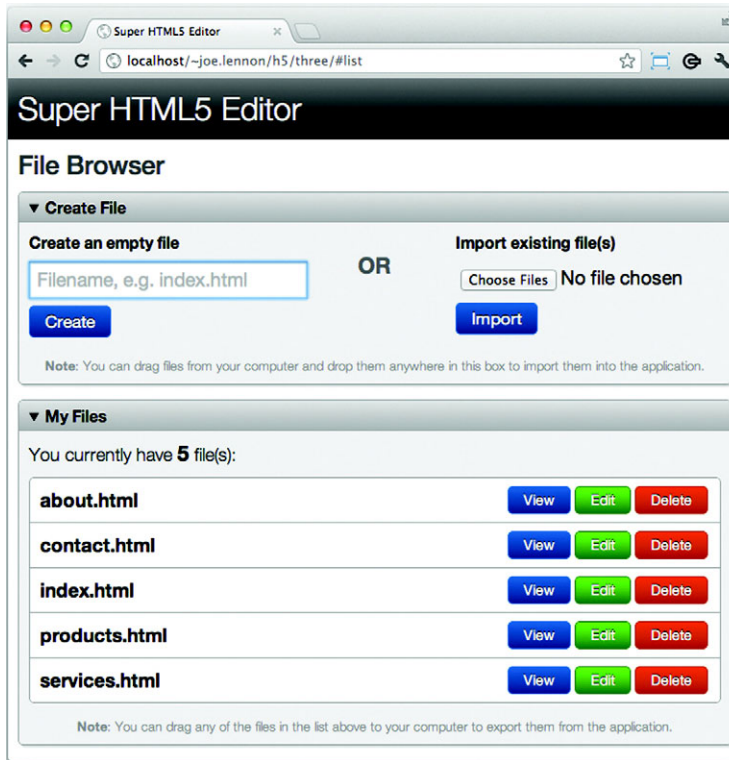 Super HTML5 Editor
localhost/~joe.lennon/h5/three/#list
Super HTML5 Editor
File Browser
▼ Create File
Create an empty file
Filename, e.g. index.html
Create
OR
Import existing file(s)
Choose Files No file chosen
Import
Note: You can drag files from your computer and drop them anywhere in this box to import them into the application.
▼ My Files
You currently have 5 file(s):
about.html View Edit Delete
contact.html View Edit Delete
index.html View Edit Delete
products.html View Edit Delete
services.html View Edit Delete
Note: You can drag any of the files in the list above to your computer to export them from the application.